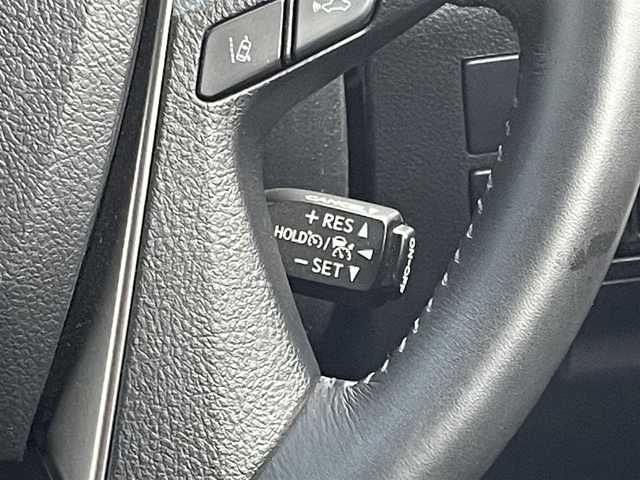 CANCEL
+ RES ▲
HOLD / ◄
– SET ▼
ON-OFF